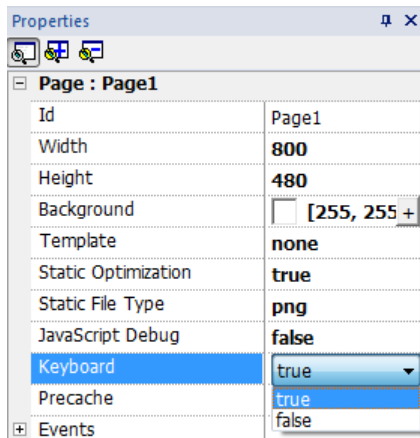 Properties
Page : Page1
Id Page1
Width 800
Height 480
Background [255, 255 +
Template none
Static Optimization true
Static File Type png
JavaScript Debug false
Keyboard true
Precache true
Events false